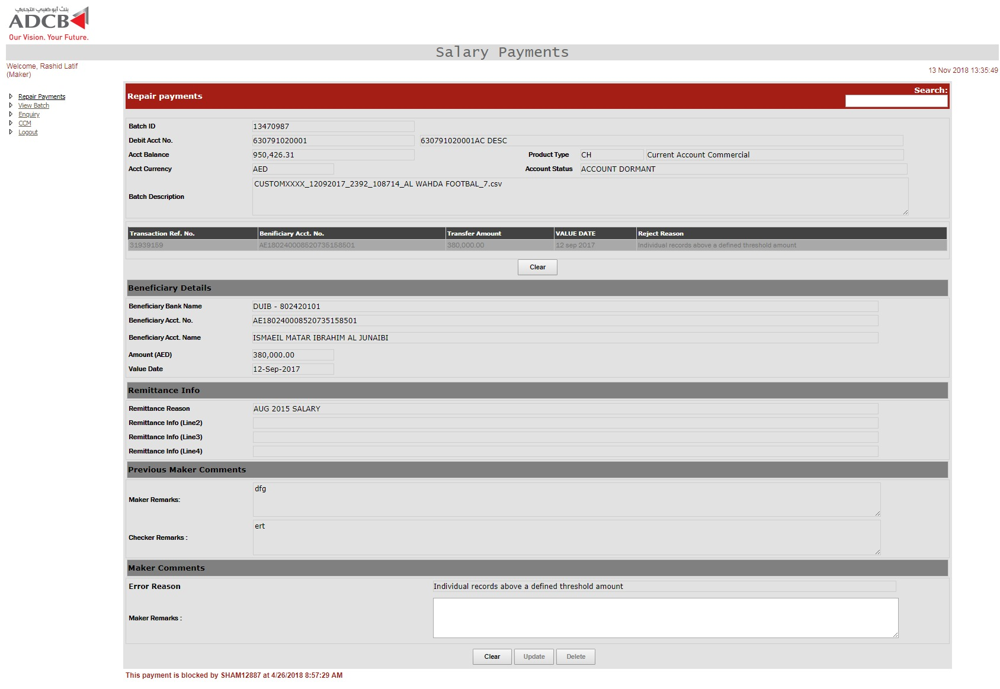 بنك أبوظبي التجاري
ADCB
Our Vision. Your Future.
Salary Payments
Welcome, Rashid Latif
(Maker)
13 Nov 2018 13:35:49
Repair Payments
View Batch
Enquiry
CCM
Logout
Repair payments
Search:
Batch ID 13470987
Debit Acct No. 630791020001 630791020001AC DESC
Acct Balance 950,426.31 Product Type CH Current Account Commercial
Acct Currency AED Account Status ACCOUNT DORMANT
Batch Description CUSTOMXXXX_12092017_2392_108714_AL WAHDA FOOTBAL_7.csv
Transaction Ref. No. Benificiary Acct. No. Transfer Amount VALUE DATE Reject Reason
31939159 AE180240008520735158501 380,000.00 12 sep 2017 Individual records above a defined threshold amount
Clear
Beneficiary Details
Beneficiary Bank Name DUIB - 802420101
Beneficiary Acct. No. AE180240008520735158501
Beneficiary Acct. Name ISMAEIL MATAR IBRAHIM AL JUNAIBI
Amount (AED) 380,000.00
Value Date 12-Sep-2017
Remittance Info
Remittance Reason AUG 2015 SALARY
Remittance Info (Line2)
Remittance Info (Line3)
Remittance Info (Line4)
Previous Maker Comments
Maker Remarks: dfg
Checker Remarks : ert
Maker Comments
Error Reason Individual records above a defined threshold amount
Maker Remarks :
Clear Update Delete
This payment is blocked by SHAM12887 at 4/26/2018 8:57:29 AM